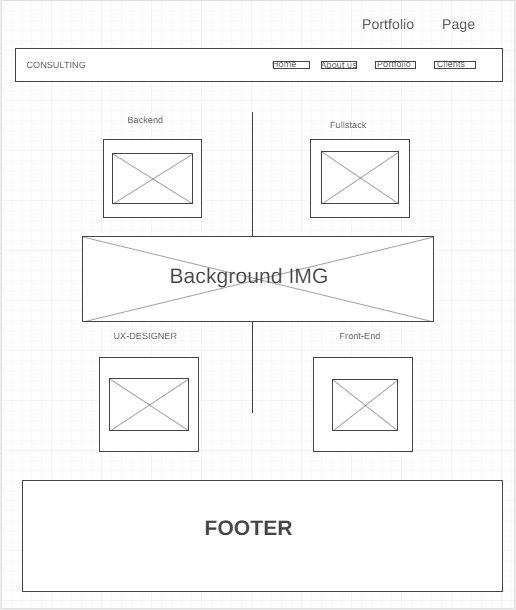 Portfolio Page
CONSULTING Home About us Portfolio Clients
Backend Fullstack
Background IMG
UX-DESIGNER Front-End
FOOTER